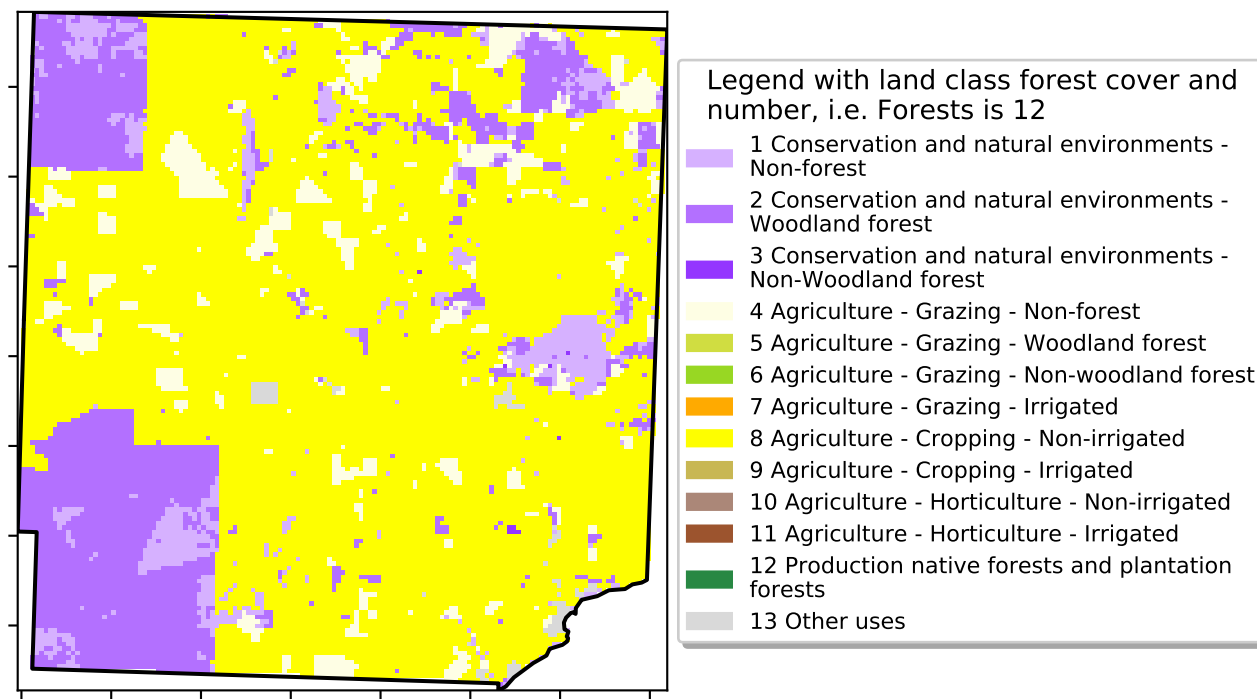 Legend with land class forest cover and
number, i.e. Forests is 12
1 Conservation and natural environments -
Non-forest
2 Conservation and natural environments -
Woodland forest
3 Conservation and natural environments -
Non-Woodland forest
4 Agriculture - Grazing - Non-forest
5 Agriculture - Grazing - Woodland forest
6 Agriculture - Grazing - Non-woodland forest
7 Agriculture - Grazing - Irrigated
8 Agriculture - Cropping - Non-irrigated
9 Agriculture - Cropping - Irrigated
10 Agriculture - Horticulture - Non-irrigated
11 Agriculture - Horticulture - Irrigated
12 Production native forests and plantation
forests
13 Other uses